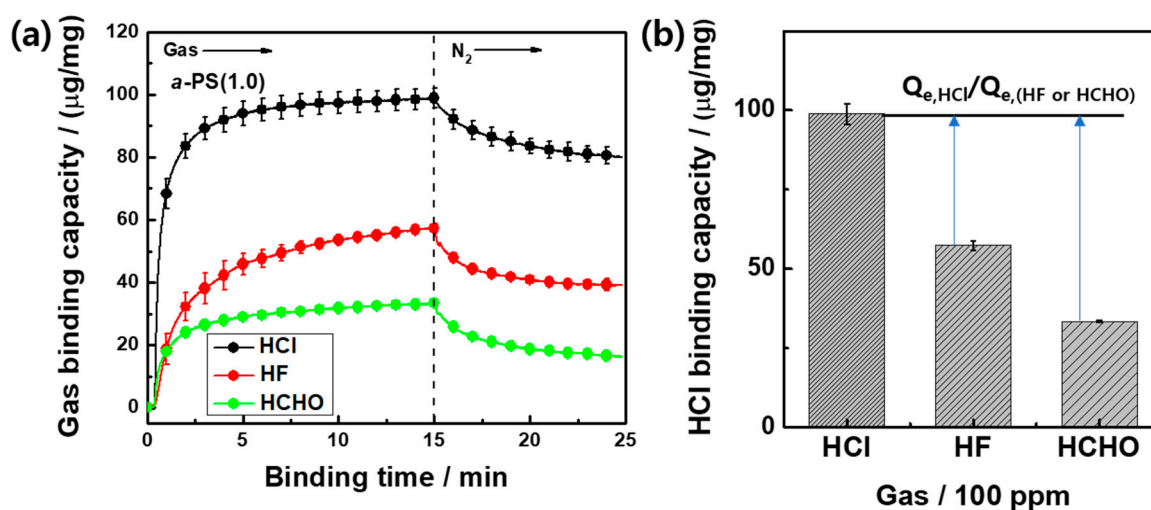 (a)
Gas binding capacity / (μg/mg)
120
100
80
60
40
20
0
Gas
N2
a-PS(1.0)
HCl
HF
HCHO
0
5
10
15
20
25
Binding time / min
(b)
HCl binding capacity / (μg/mg)
100
50
0
Qe,HCl/Qe,(HF or HCHO)
HCl
HF
HCHO
Gas / 100 ppm